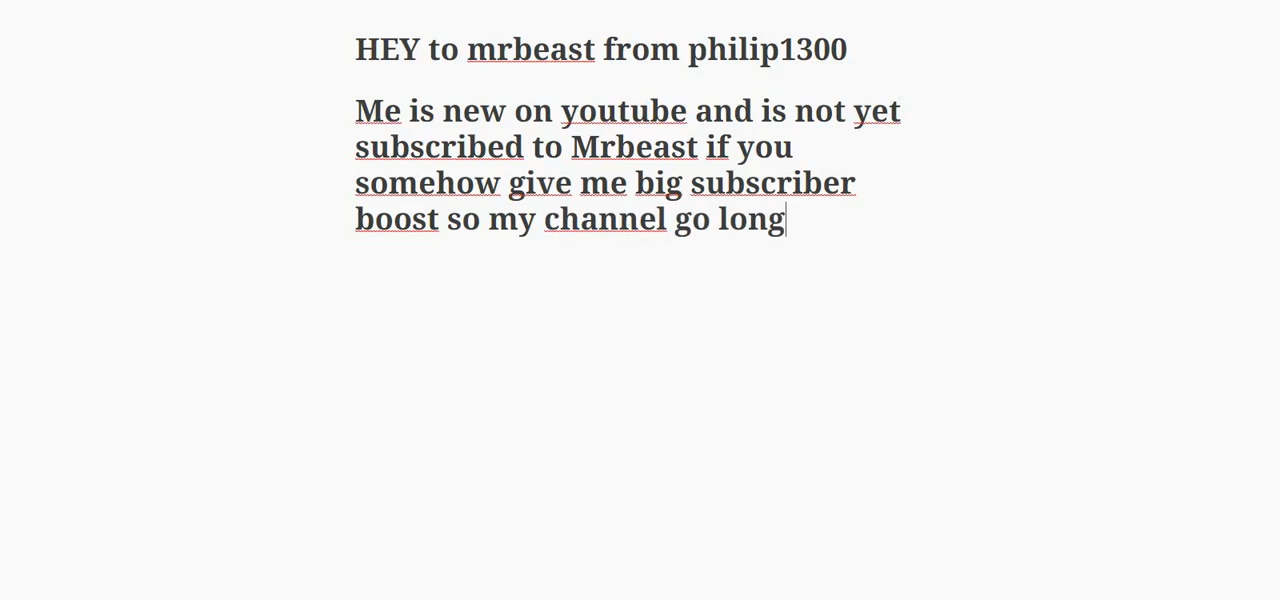 HEY to mrbeast from philip1300
Me is new on youtube and is not yet
subscribed to Mrbeast if you
somehow give me big subscriber
boost so my channel go long